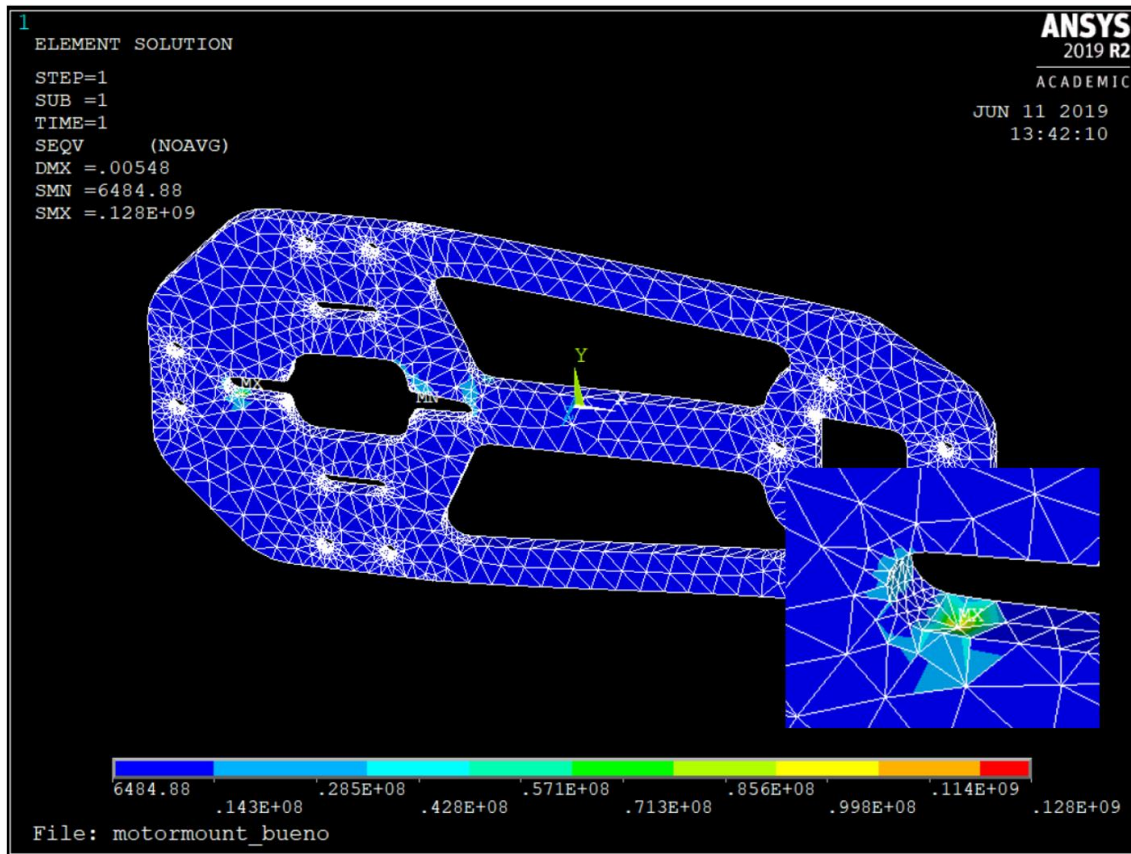 1
ELEMENT SOLUTION
STEP=1
SUB =1
TIME=1
SEQV (NOAVG)
DMX =.00548
SMN =6484.88
SMX =.128E+09
ANSYS
2019 R2
ACADEMIC
JUN 11 2019
13:42:10
Y
X
Z
MX
MN
MX
6484.88 .285E+08 .571E+08 .856E+08 .114E+09
.143E+08 .428E+08 .713E+08 .998E+08 .128E+09
File: motormount_bueno